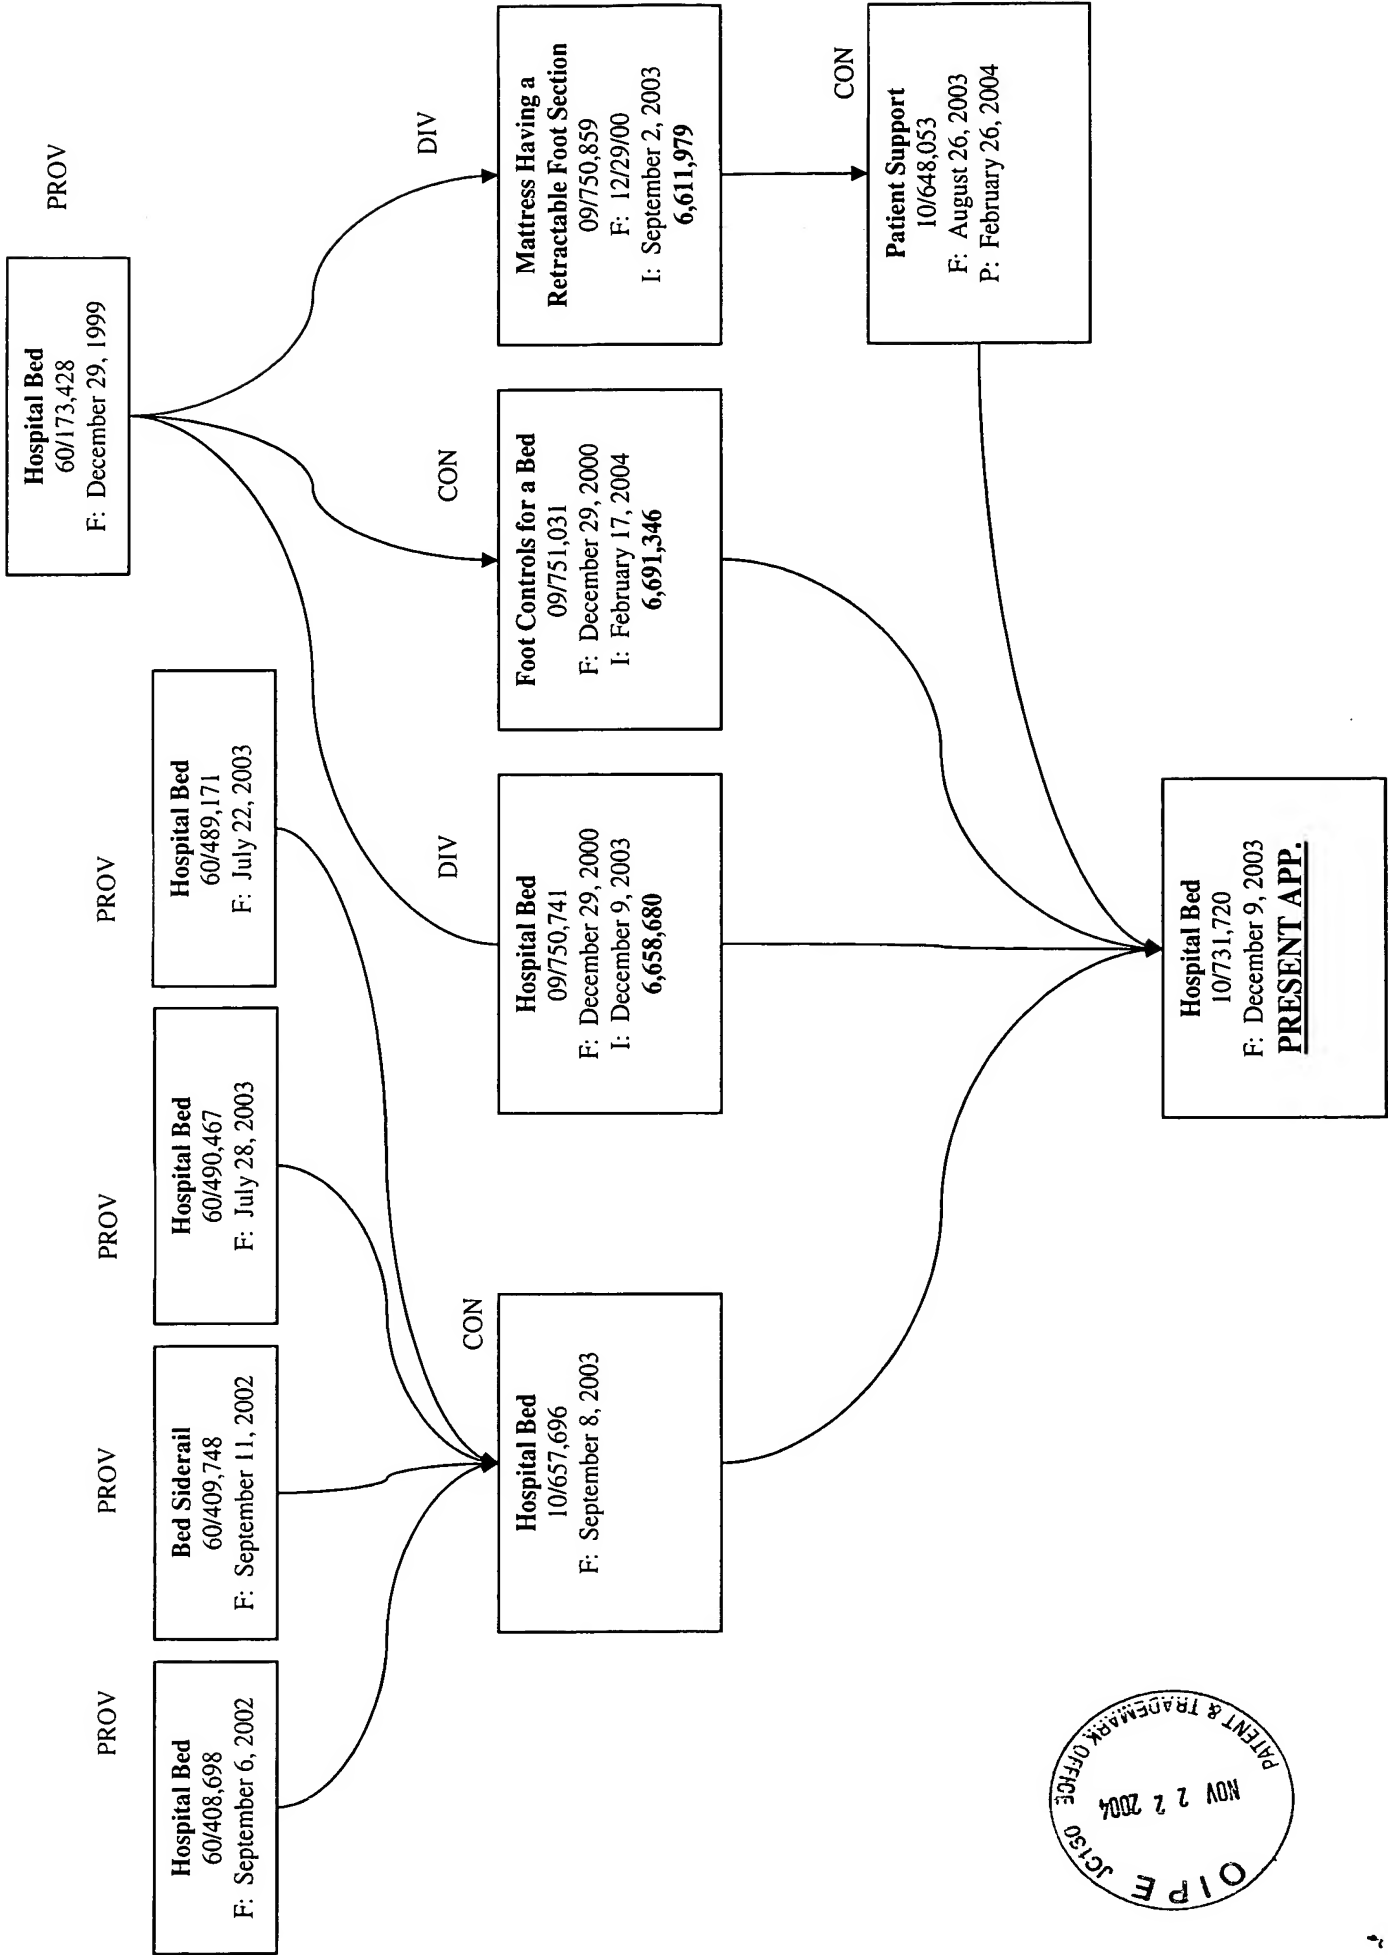 PROV
Hospital Bed
60/173,428
F: December 29, 1999
PROV
Hospital Bed
60/408,698
F: September 6, 2002
PROV
Bed Siderail
60/409,748
F: September 11, 2002
PROV
Hospital Bed
60/490,467
F: July 28, 2003
PROV
Hospital Bed
60/489,171
F: July 22, 2003
CON
Hospital Bed
10/657,696
F: September 8, 2003
DIV
Hospital Bed
09/750,741
F: December 29, 2000
I: December 9, 2003
6,658,680
CON
Foot Controls for a Bed
09/751,031
F: December 29, 2000
I: February 17, 2004
6,691,346
DIV
Mattress Having a
Retractable Foot Section
09/750,859
F: 12/29/00
I: September 2, 2003
6,611,979
CON
Patient Support
10/648,053
F: August 26, 2003
P: February 26, 2004
Hospital Bed
10/731,720
F: December 9, 2003
PRESENT APP.
OIPE JC130
NOV 22 2004
PATENT & TRADEMARK OFFICE